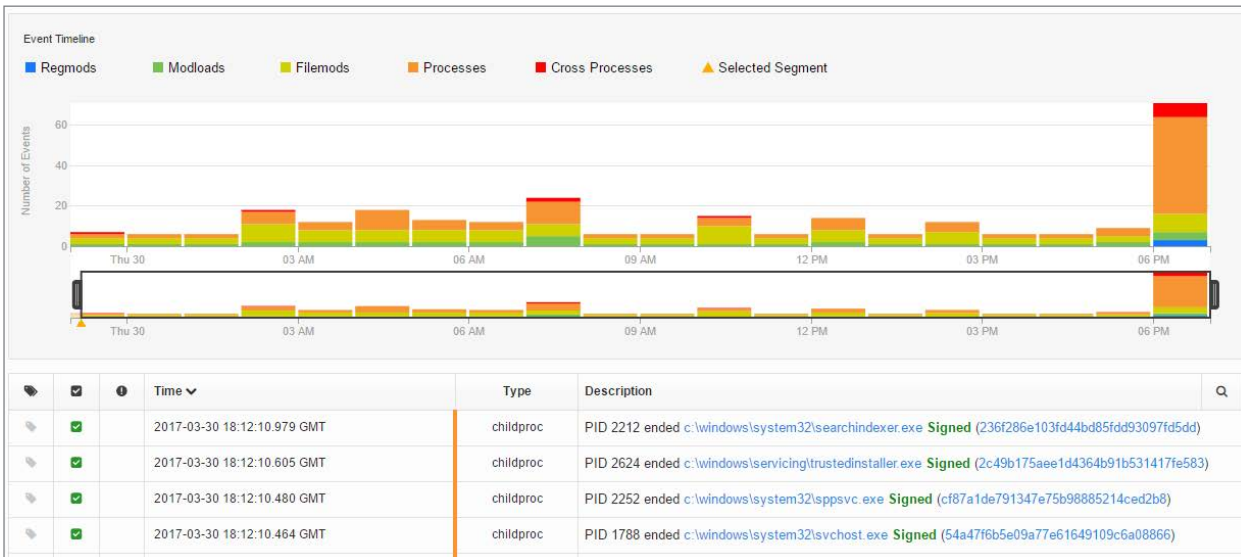 Event Timeline
Regmods Modloads Filemods Processes Cross Processes Selected Segment
Number of Events
60
40
20
0
Thu 30 03 AM 06 AM 09 AM 12 PM 03 PM 06 PM
Thu 30 03 AM 06 AM 09 AM 12 PM 03 PM 06 PM
Time Type Description
2017-03-30 18:12:10.979 GMT childproc PID 2212 ended c:\windows\system32\searchindexer.exe Signed (236f286e103fd44bd85fdd93097fd5dd)
2017-03-30 18:12:10.605 GMT childproc PID 2624 ended c:\windows\servicing\trustedinstaller.exe Signed (2c49b175aee1d4364b91b531417fe583)
2017-03-30 18:12:10.480 GMT childproc PID 2252 ended c:\windows\system32\sppsvc.exe Signed (cf87a1de791347e75b98885214ced2b8)
2017-03-30 18:12:10.464 GMT childproc PID 1788 ended c:\windows\system32\svchost.exe Signed (54a47f6b5e09a77e61649109c6a08866)